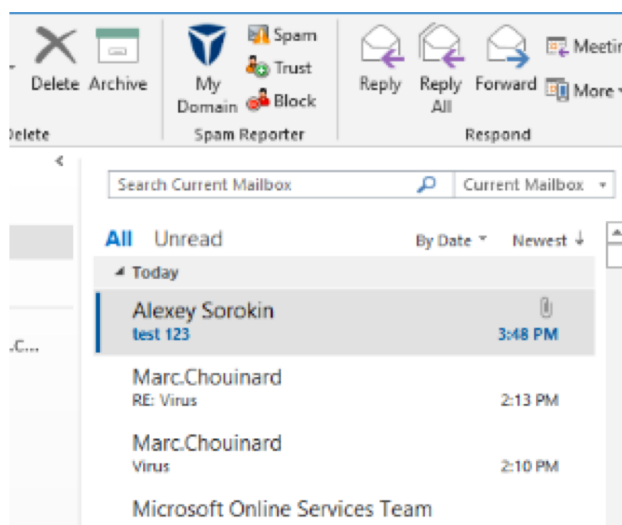 Delete Archive
My Domain
Spam
Trust
Block
Reply
Reply All
Forward
More
Spam Reporter
Respond
Search Current Mailbox
Current Mailbox
All Unread
By Date Newest ↓
Today
Alexey Sorokin
test 123 3:48 PM
Marc.Chouinard
RE: Virus 2:13 PM
Marc.Chouinard
Virus 2:10 PM
Microsoft Online Services Team